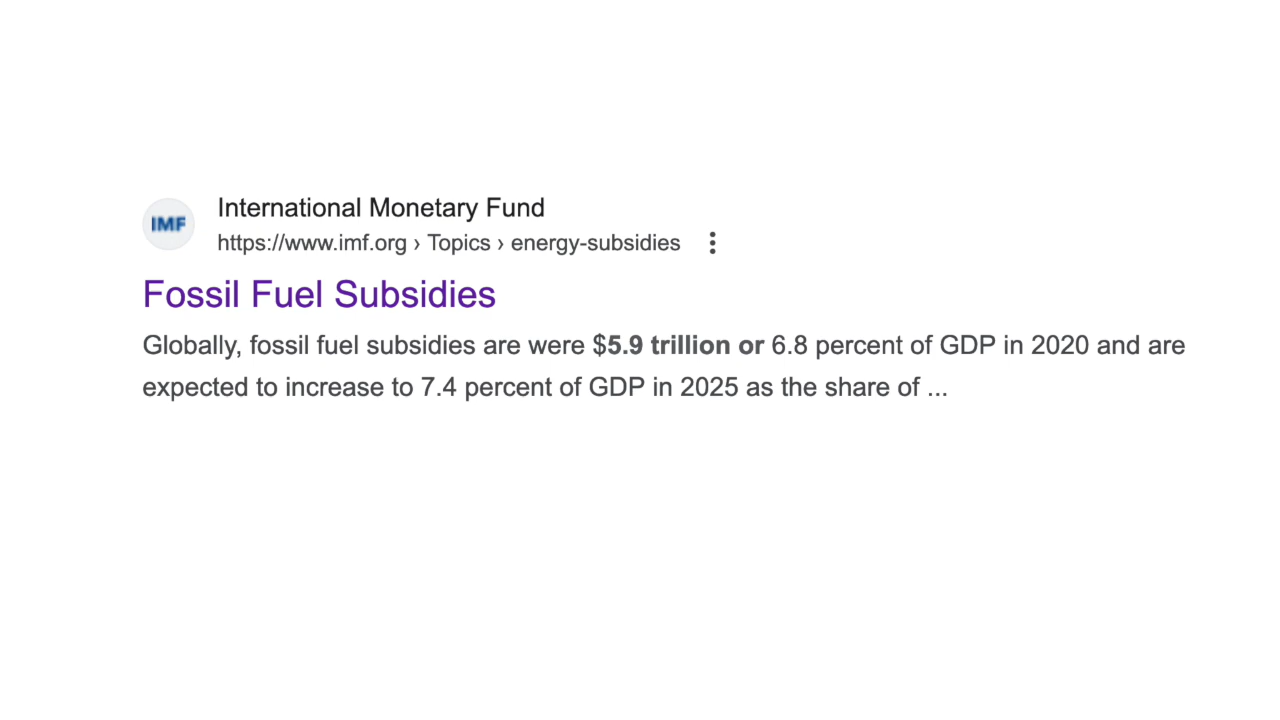 IMF
International Monetary Fund
https://www.imf.org › Topics › energy-subsidies
Fossil Fuel Subsidies
Globally, fossil fuel subsidies are were $5.9 trillion or 6.8 percent of GDP in 2020 and are
expected to increase to 7.4 percent of GDP in 2025 as the share of ...